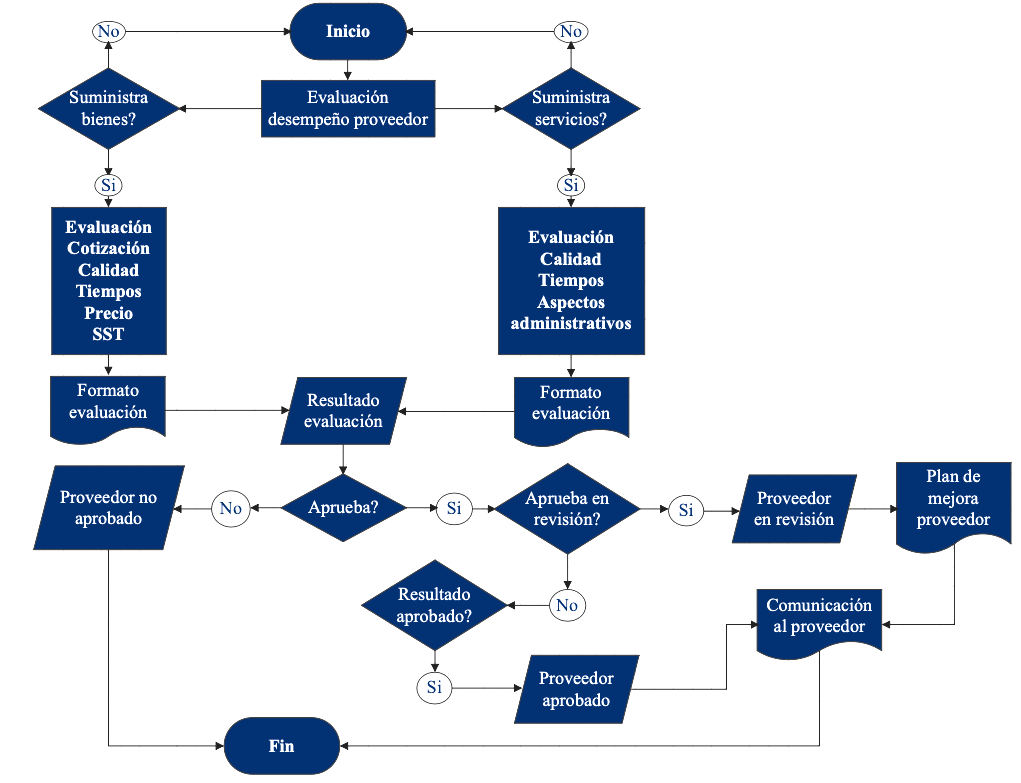 No
Inicio
No
Suministra
bienes?
Evaluación
desempeño proveedor
Suministra
servicios?
Si
Si
Evaluación
Cotización
Calidad
Tiempos
Precio
SST
Evaluación
Calidad
Tiempos
Aspectos
administrativos
Formato
evaluación
Resultado
evaluación
Formato
evaluación
Proveedor no
aprobado
No
Aprueba?
Si
Aprueba en
revisión?
Si
Proveedor
en revisión
Plan de
mejora
proveedor
Resultado
aprobado?
No
Comunicación
al proveedor
Si
Proveedor
aprobado
Fin